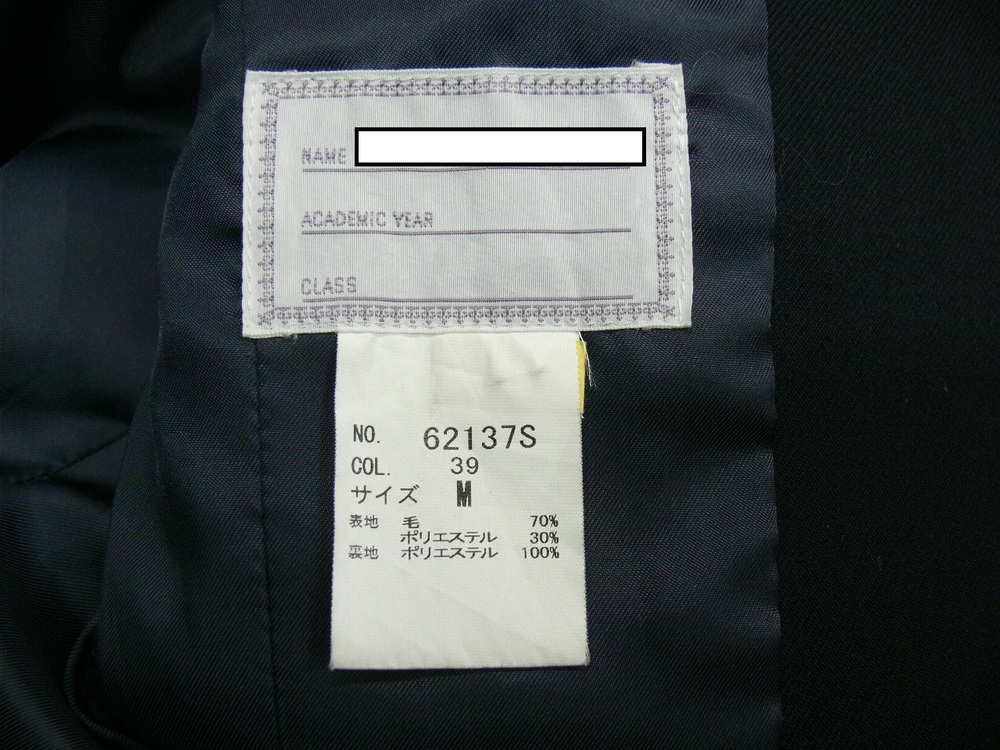 NAME
ACADEMIC YEAR
CLASS
NO. 62137S
COL. 39
サイズ M
表地 毛 70%
ポリエステル 30%
裏地 ポリエステル 100%